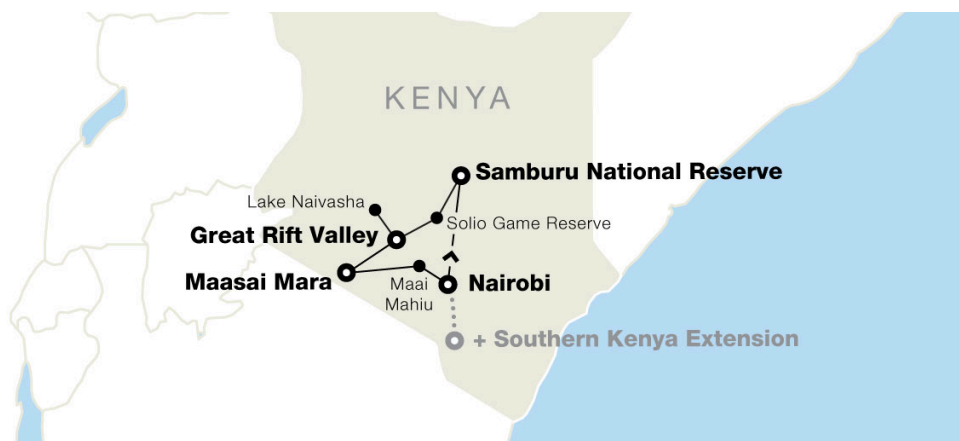 KENYA
Samburu National Reserve
Lake Naivasha
Solio Game Reserve
Great Rift Valley
Maasai Mara
Maai
Mahiu
Nairobi
+ Southern Kenya Extension